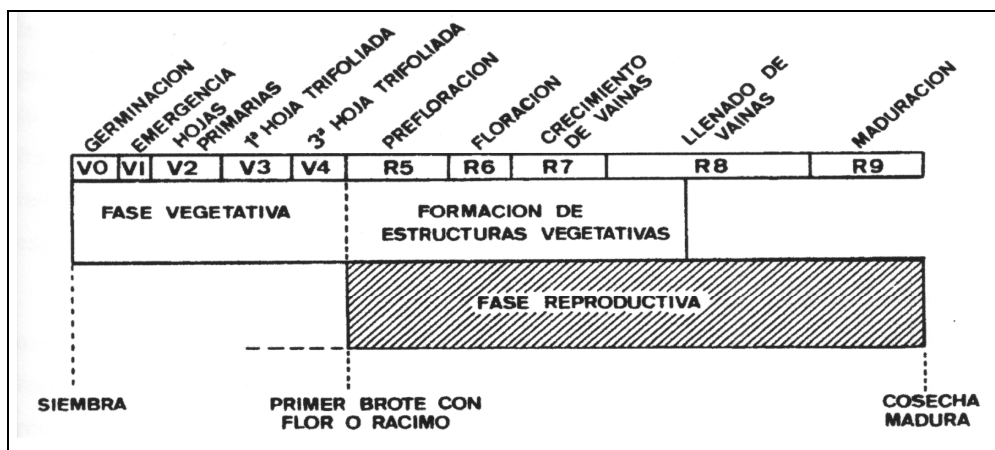 GERMINACION
EMERGENCIA
HOJAS
PRIMARIAS
1ª HOJA TRIFOLIADA
3ª HOJA TRIFOLIADA
PREFLORACION
FLORACION
CRECIMIENTO
DE VAINAS
LLENADO DE
VAINAS
MADURACION
V0 V1 V2 V3 V4 R5 R6 R7 R8 R9
FASE VEGETATIVA
FORMACION DE
ESTRUCTURAS VEGETATIVAS
FASE REPRODUCTIVA
SIEMBRA
PRIMER BROTE CON
FLOR O RACIMO
COSECHA
MADURA